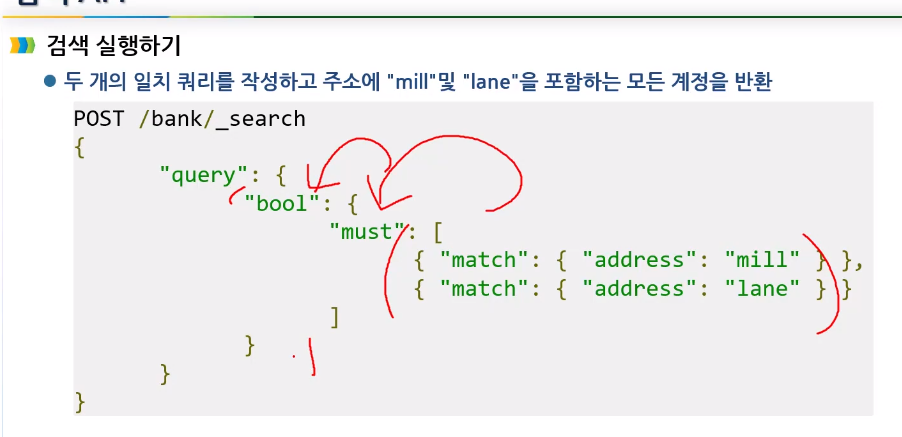 검색 실행하기
두 개의 일치 쿼리를 작성하고 주소에 "mill"및 "lane"을 포함하는 모든 계정을 반환
POST /bank/_search
{
"query": {
"bool": {
"must": [
{ "match": { "address": "mill" } },
{ "match": { "address": "lane" } }
]
}
}
}